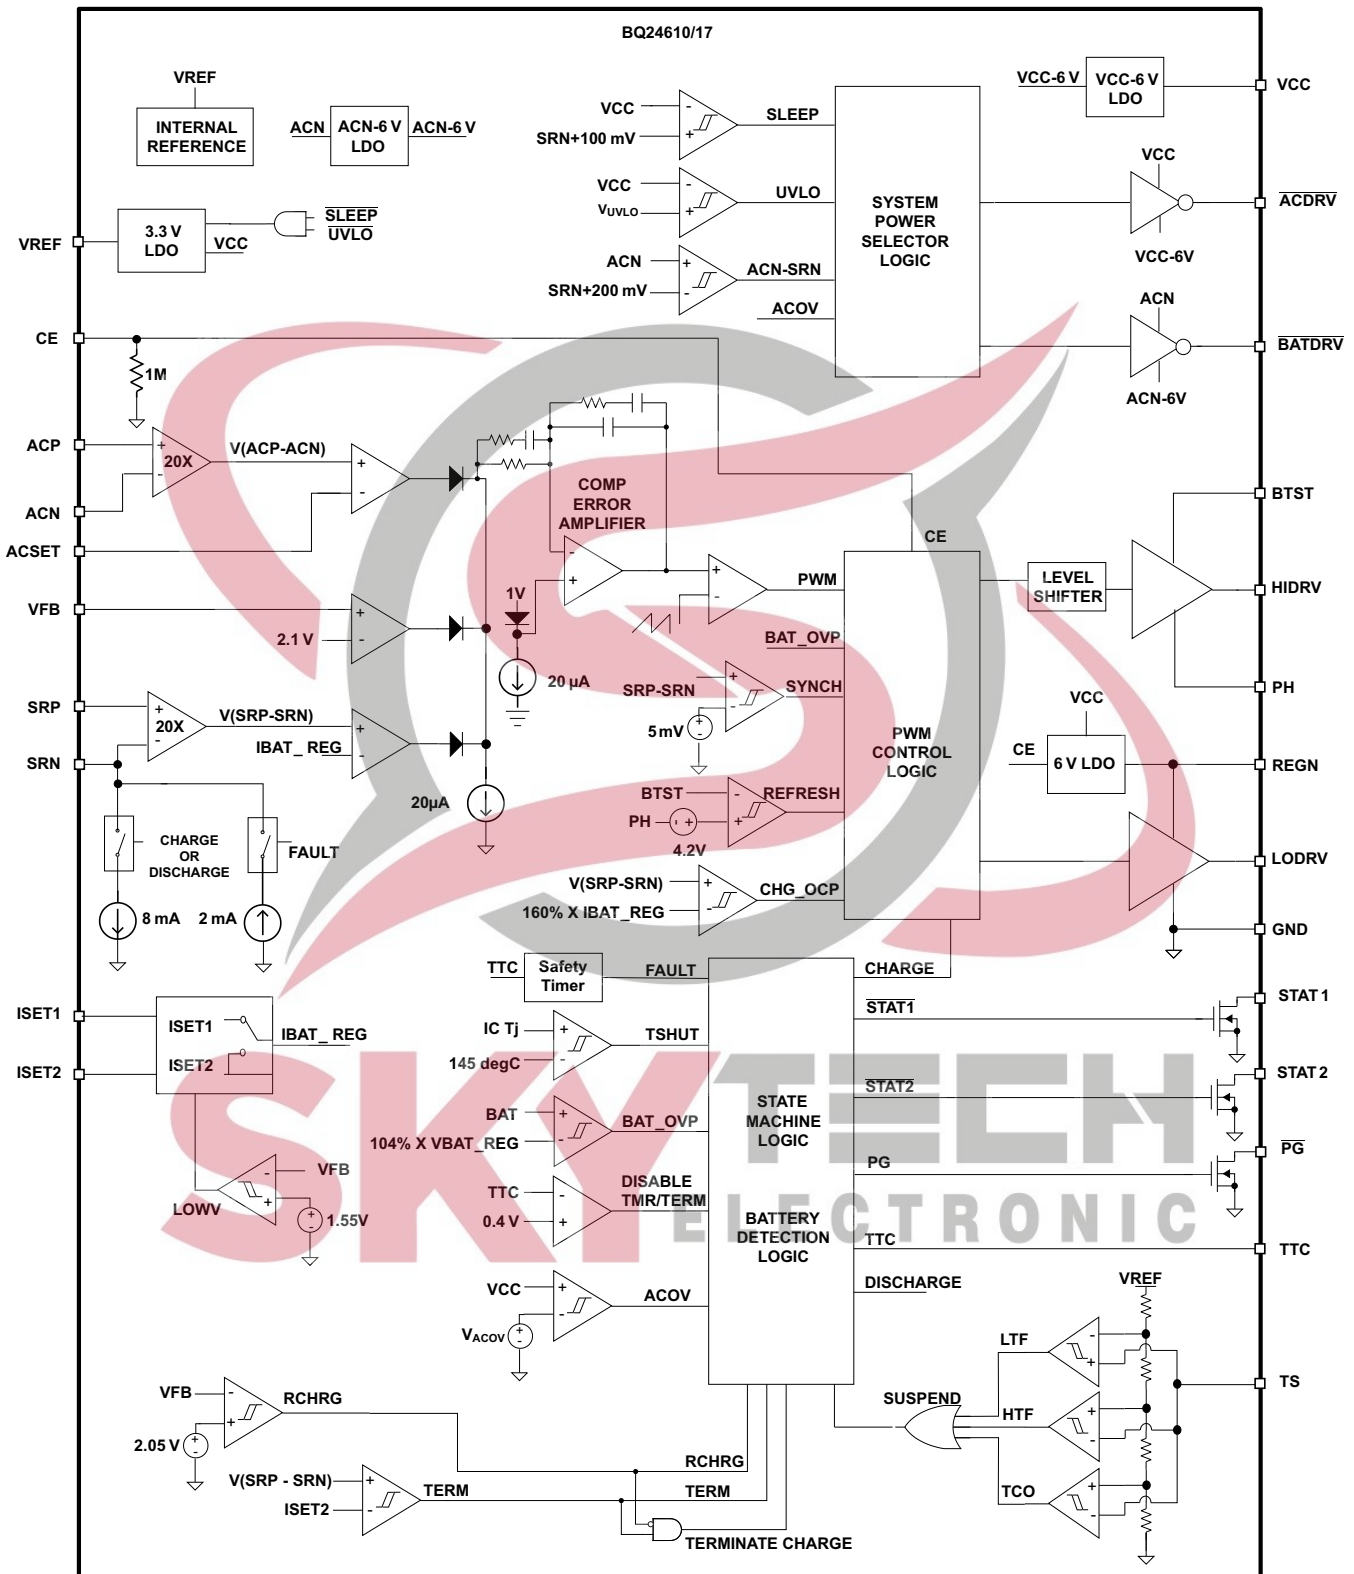 BQ24610/17
VREF
INTERNAL
REFERENCE
ACN
ACN-6 V
LDO
ACN-6 V
VCC
SRN+100 mV
-
+
SLEEP
VCC
VUVLO
-
+
UVLO
ACN
SRN+200 mV
+
-
ACN-SRN
ACOV
SYSTEM
POWER
SELECTOR
LOGIC
VCC-6 V
VCC-6 V
LDO
VCC
VCC
VCC-6V
ACDRV
ACN
ACN-6V
BATDRV
VREF
3.3 V
LDO
VCC
SLEEP
UVLO
CE
1M
ACP
ACN
+
-
20X
V(ACP-ACN)
+
-
ACSET
VFB
2.1 V
+
-
SRP
SRN
+
-
20X
V(SRP-SRN)
IBAT_ REG
+
-
20µA
COMP
ERROR
AMPLIFIER
-
+
1V
20 µA
+
-
PWM
BAT_OVP
SRP-SRN
+
-
SYNCH
5 mV
+
-
BTST
PH
-
+
- +
4.2V
REFRESH
V(SRP-SRN)
160% X IBAT_REG
+
-
CHG_OCP
CE
PWM
CONTROL
LOGIC
LEVEL
SHIFTER
BTST
HIDRV
PH
VCC
CE
6 V LDO
REGN
LODRV
GND
CHARGE
OR
DISCHARGE
FAULT
8 mA
2 mA
ISET1
ISET2
ISET1
ISET2
IBAT_ REG
LOWV
-
+
VFB
+
-
1.55V
TTC
Safety
Timer
FAULT
IC Tj
145 degC
+
-
TSHUT
BAT
104% X VBAT_REG
+
-
BAT_OVP
TTC
0.4 V
-
+
DISABLE
TMR/TERM
VCC
VACOV
+
-
+
-
ACOV
STATE
MACHINE
LOGIC
BATTERY
DETECTION
LOGIC
CHARGE
STAT1
STAT 1
STAT2
STAT 2
PG
PG
TTC
TTC
DISCHARGE
VREF
LTF
-
+
HTF
+
-
TCO
+
-
TS
SUSPEND
VFB
-
+
2.05 V
+
-
RCHRG
RCHRG
V(SRP - SRN)
ISET2
+
-
TERM
TERM
TERMINATE CHARGE
SKYTECH
ELECTRONIC